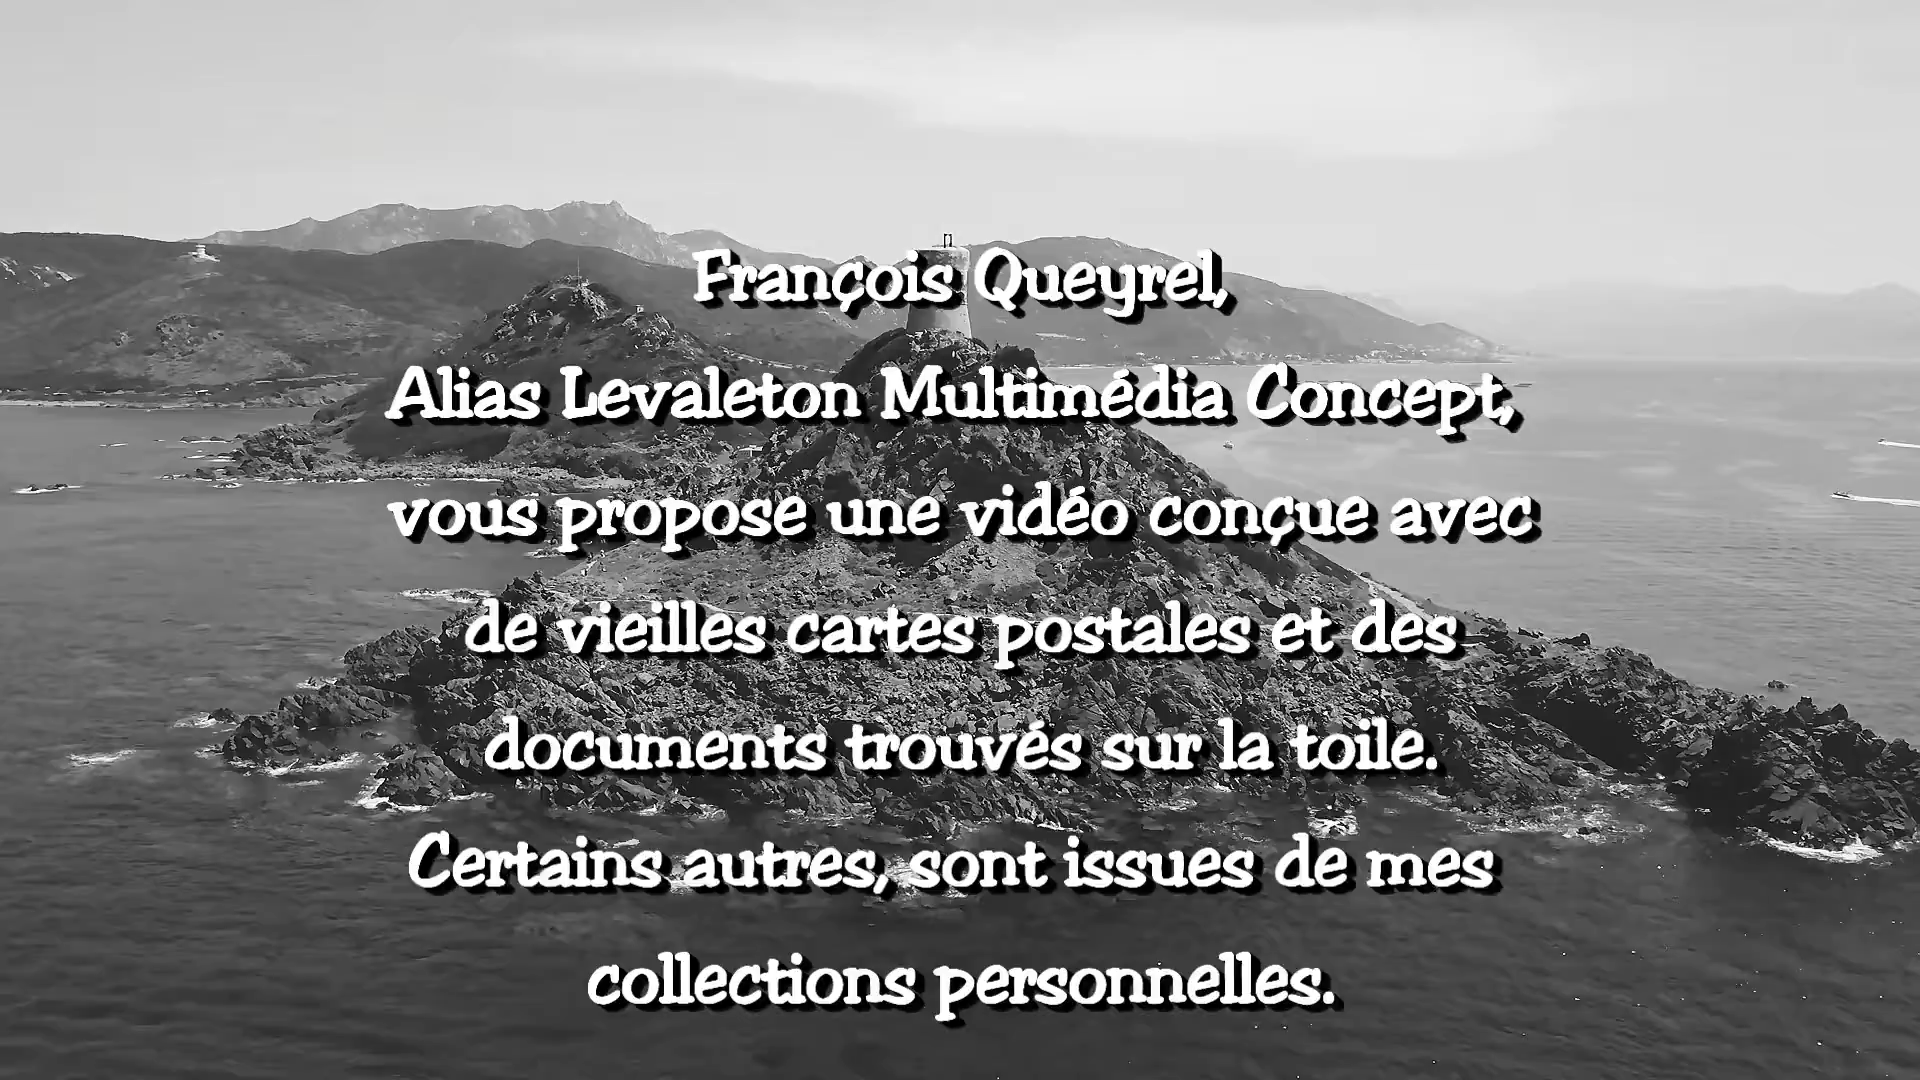 François Queyrel,
Alias Levaleton Multimédia Concept,
vous propose une vidéo conçue avec
de vieilles cartes postales et des
documents trouvés sur la toile.
Certains autres, sont issues de mes
collections personnelles.